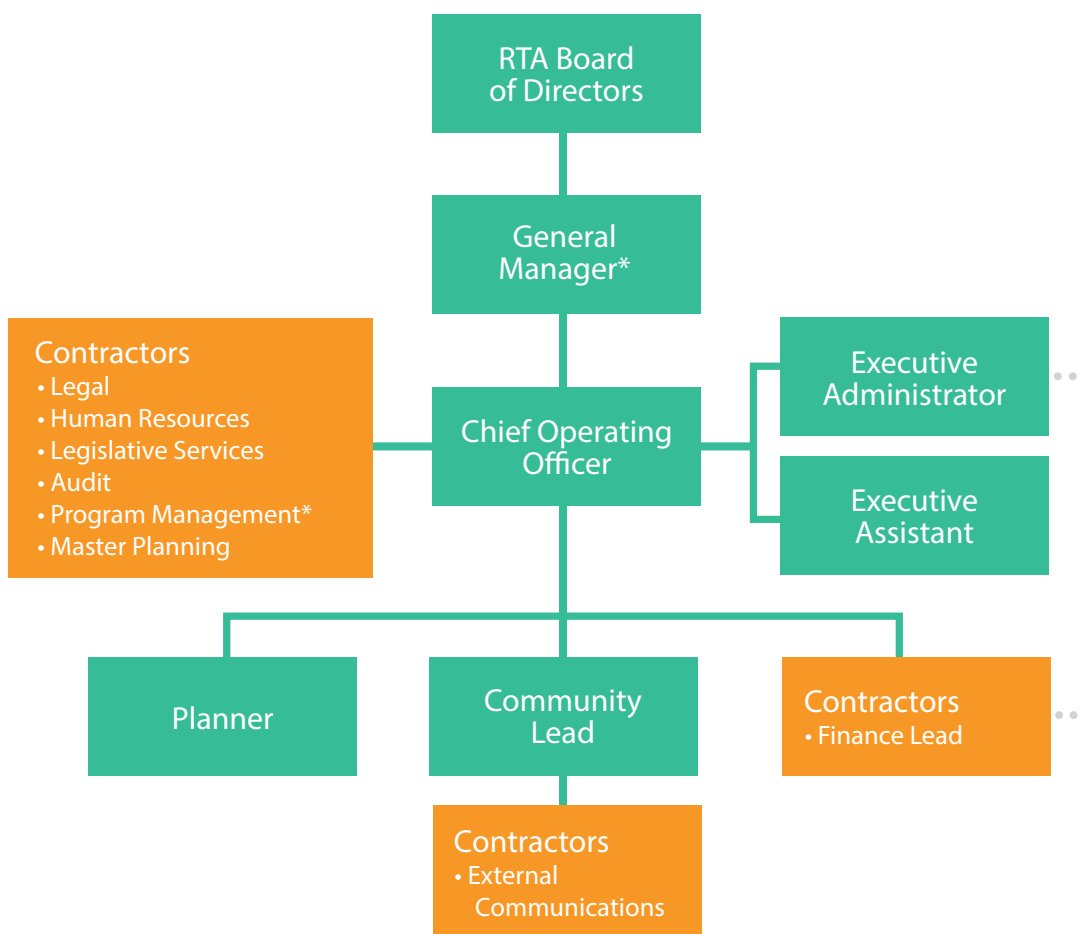 RTA Board
of Directors
General
Manager*
Contractors
• Legal
• Human Resources
• Legislative Services
• Audit
• Program Management*
• Master Planning
Chief Operating
Officer
Executive
Administrator
Executive
Assistant
Planner
Community
Lead
Contractors
• Finance Lead
Contractors
• External
Communications